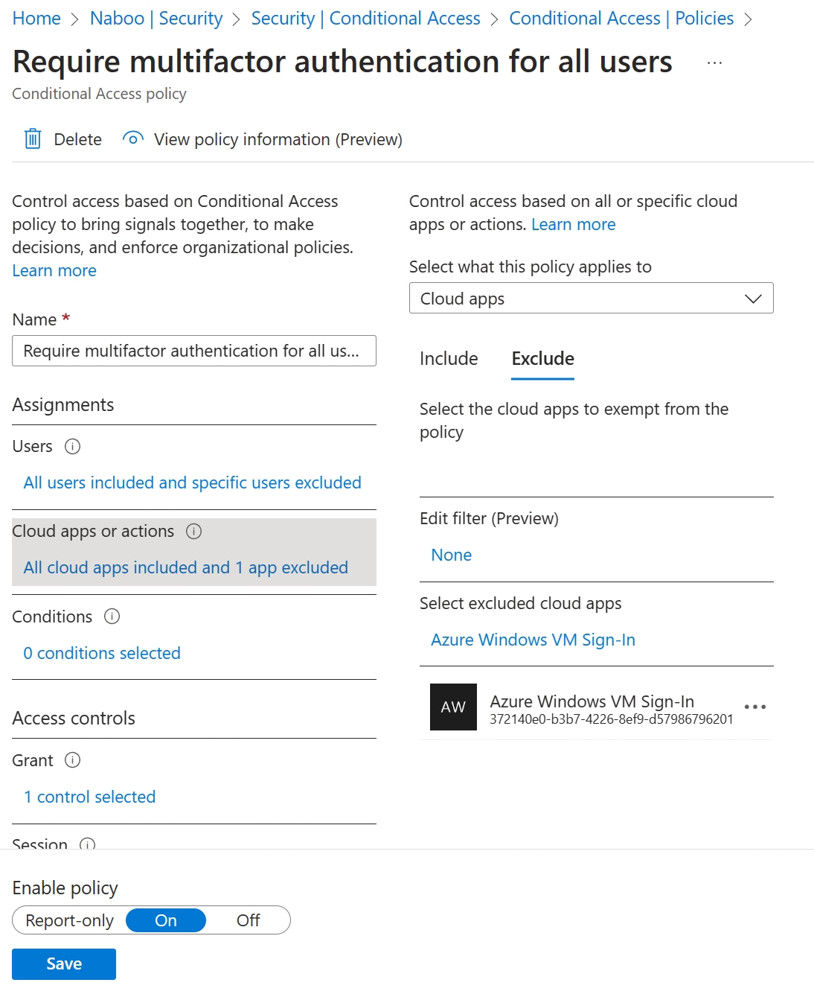 Home > Naboo | Security > Security | Conditional Access > Conditional Access | Policies >
Require multifactor authentication for all users ...
Conditional Access policy
Delete View policy information (Preview)
Control access based on Conditional Access
policy to bring signals together, to make
decisions, and enforce organizational policies.
Learn more
Name *
Require multifactor authentication for all us...
Assignments
Users
All users included and specific users excluded
Cloud apps or actions
All cloud apps included and 1 app excluded
Conditions
0 conditions selected
Access controls
Grant
1 control selected
Session
Control access based on all or specific cloud
apps or actions. Learn more
Select what this policy applies to
Cloud apps
Include Exclude
Select the cloud apps to exempt from the
policy
Edit filter (Preview)
None
Select excluded cloud apps
Azure Windows VM Sign-In
AW
Azure Windows VM Sign-In
372140e0-b3b7-4226-8ef9-d57986796201
Enable policy
Report-only On Off
Save